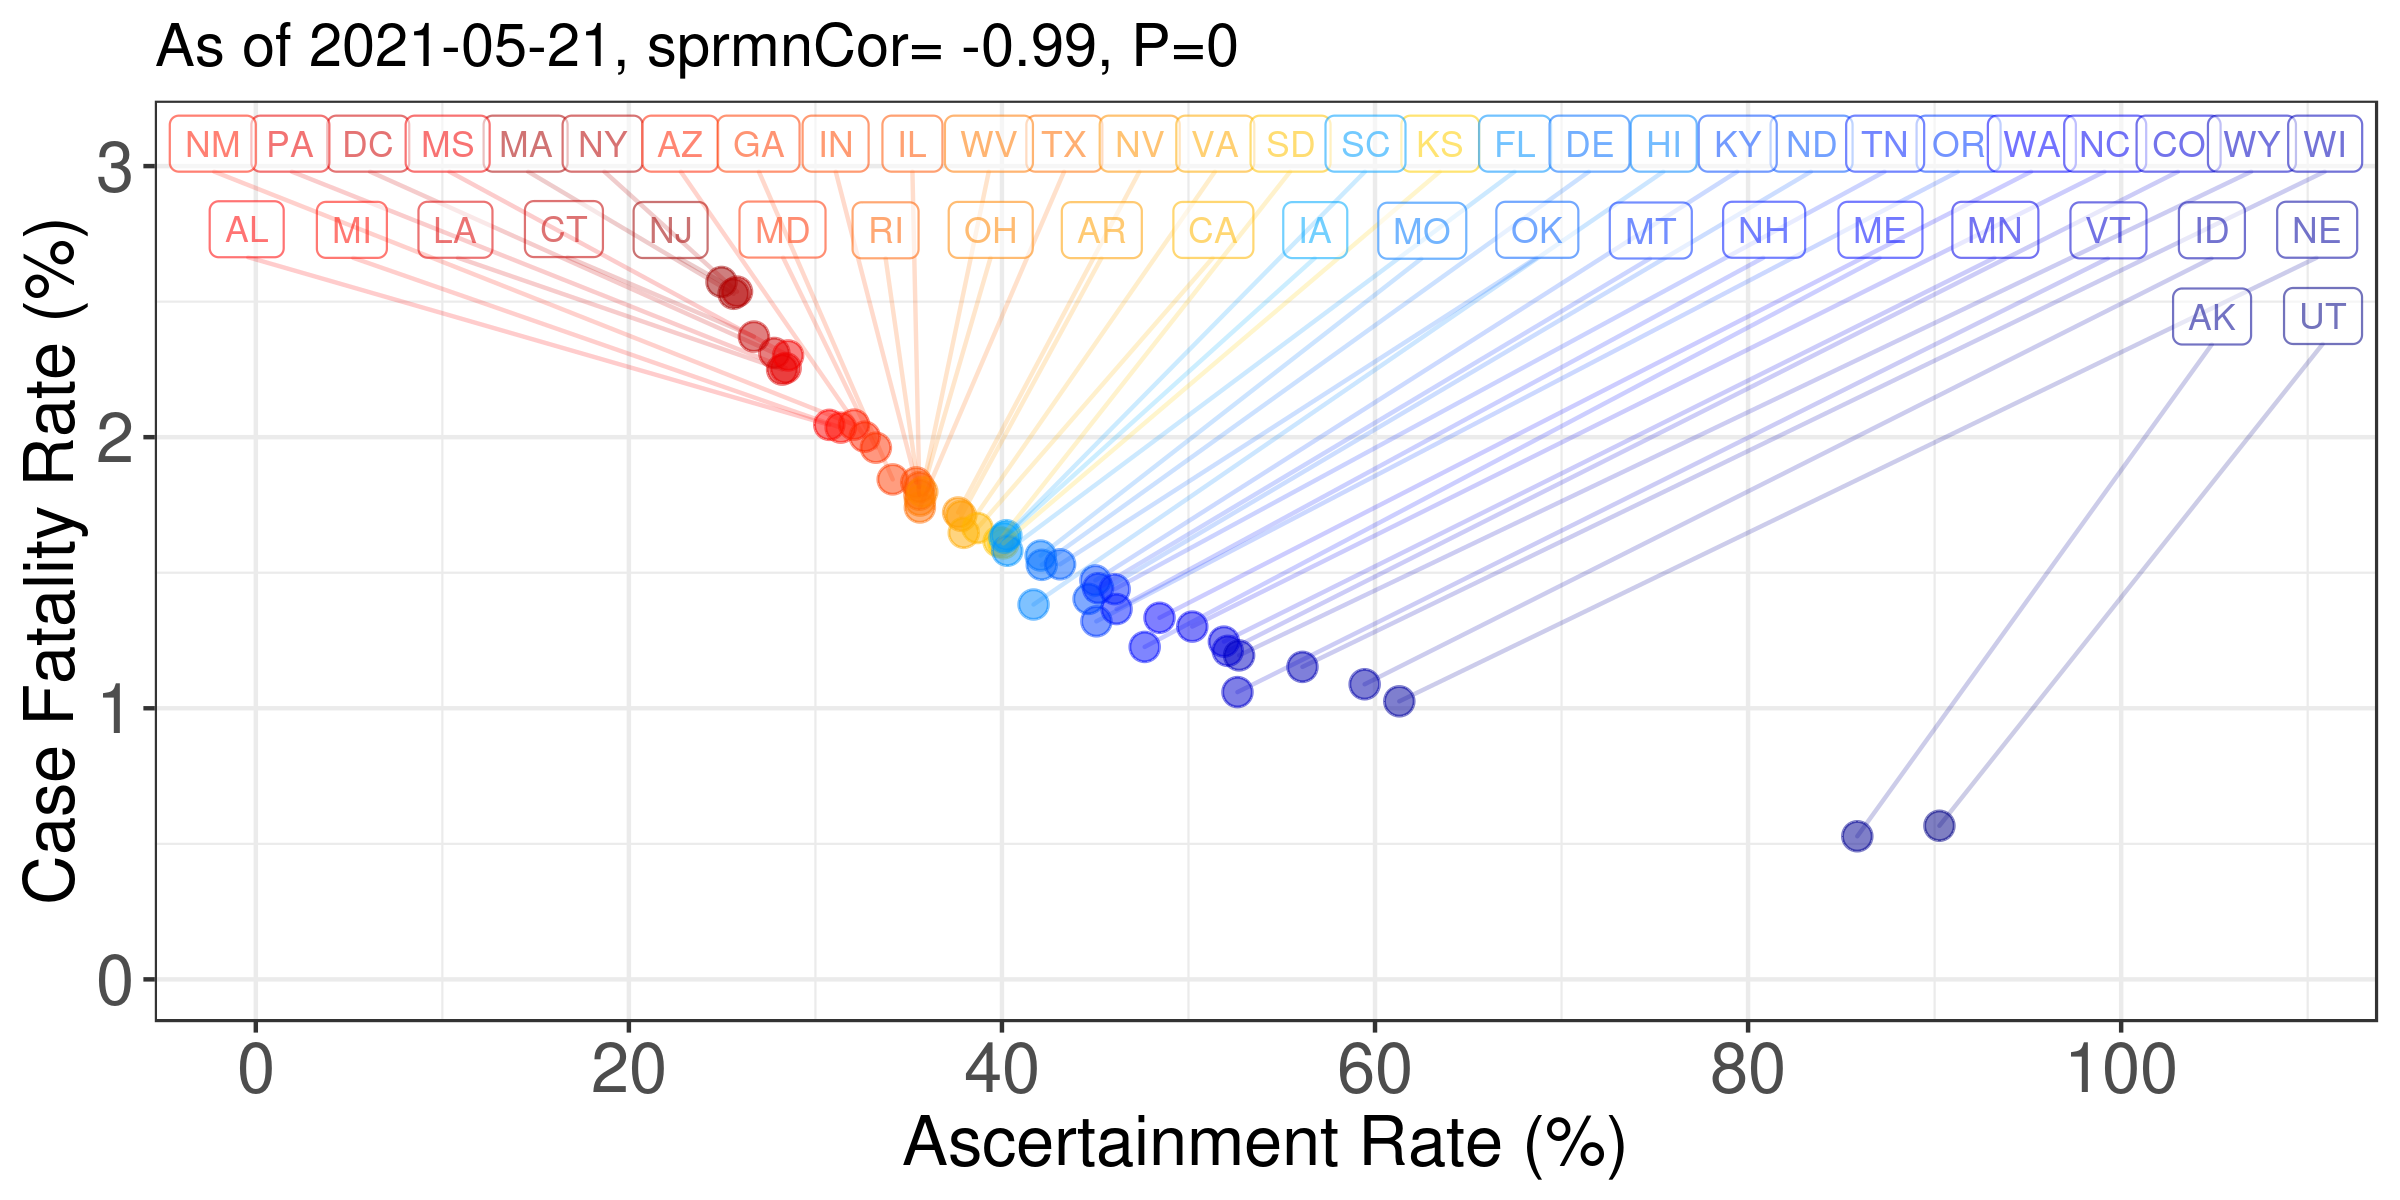 As of 2021-05-21, sprmnCor= -0.99, P=0
NM PA DC MS MA NY AZ GA IN IL WV TX NV VA SD SC KS FL DE HI KY ND TN OR WA NC CO WY WI
AL MI LA CT NJ MD RI OH AR CA IA MO OK MT NH ME MN VT ID NE
AK UT
3
2
1
0
Case Fatality Rate (%)
0 20 40 60 80 100
Ascertainment Rate (%)